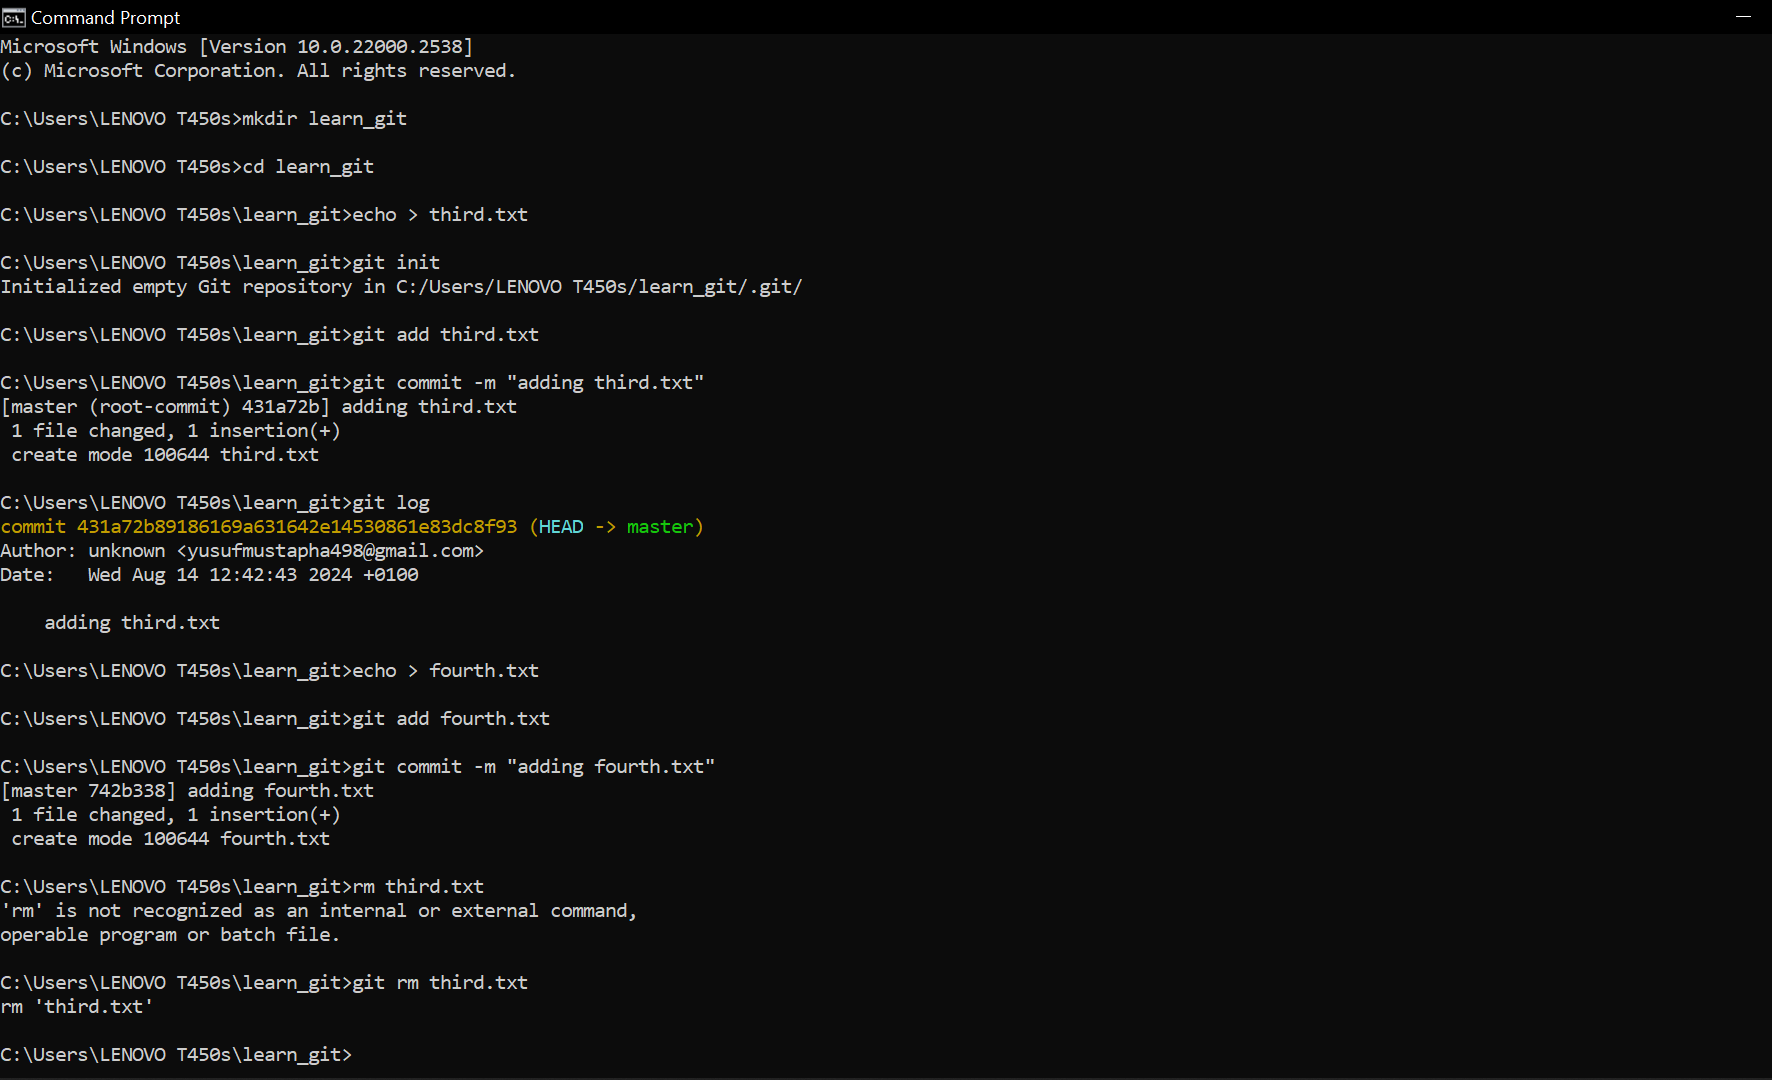 Command Prompt
Microsoft Windows [Version 10.0.22000.2538]
(c) Microsoft Corporation. All rights reserved.
C:\Users\LENOVO T450s>mkdir learn_git
C:\Users\LENOVO T450s>cd learn_git
C:\Users\LENOVO T450s\learn_git>echo > third.txt
C:\Users\LENOVO T450s\learn_git>git init
Initialized empty Git repository in C:/Users/LENOVO T450s/learn_git/.git/
C:\Users\LENOVO T450s\learn_git>git add third.txt
C:\Users\LENOVO T450s\learn_git>git commit -m "adding third.txt"
[master (root-commit) 431a72b] adding third.txt
 1 file changed, 1 insertion(+)
 create mode 100644 third.txt
C:\Users\LENOVO T450s\learn_git>git log
commit 431a72b89186169a631642e14530861e83dc8f93 (HEAD -> master)
Author: unknown <yusufmustapha498@gmail.com>
Date:   Wed Aug 14 12:42:43 2024 +0100
    adding third.txt
C:\Users\LENOVO T450s\learn_git>echo > fourth.txt
C:\Users\LENOVO T450s\learn_git>git add fourth.txt
C:\Users\LENOVO T450s\learn_git>git commit -m "adding fourth.txt"
[master 742b338] adding fourth.txt
 1 file changed, 1 insertion(+)
 create mode 100644 fourth.txt
C:\Users\LENOVO T450s\learn_git>rm third.txt
'rm' is not recognized as an internal or external command,
operable program or batch file.
C:\Users\LENOVO T450s\learn_git>git rm third.txt
rm 'third.txt'
C:\Users\LENOVO T450s\learn_git>